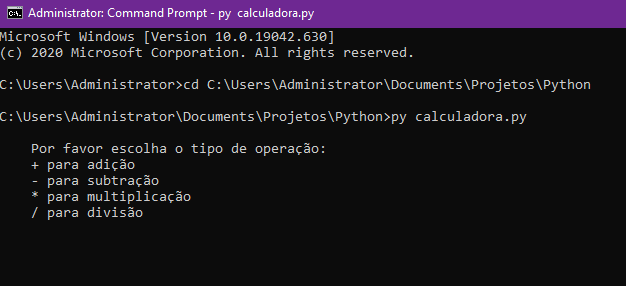 Administrator: Command Prompt - py calculadora.py
Microsoft Windows [Version 10.0.19042.630]
(c) 2020 Microsoft Corporation. All rights reserved.
C:\Users\Administrator>cd C:\Users\Administrator\Documents\Projetos\Python
C:\Users\Administrator\Documents\Projetos\Python>py calculadora.py
Por favor escolha o tipo de operação:
+ para adição
- para subtração
* para multiplicação
/ para divisão